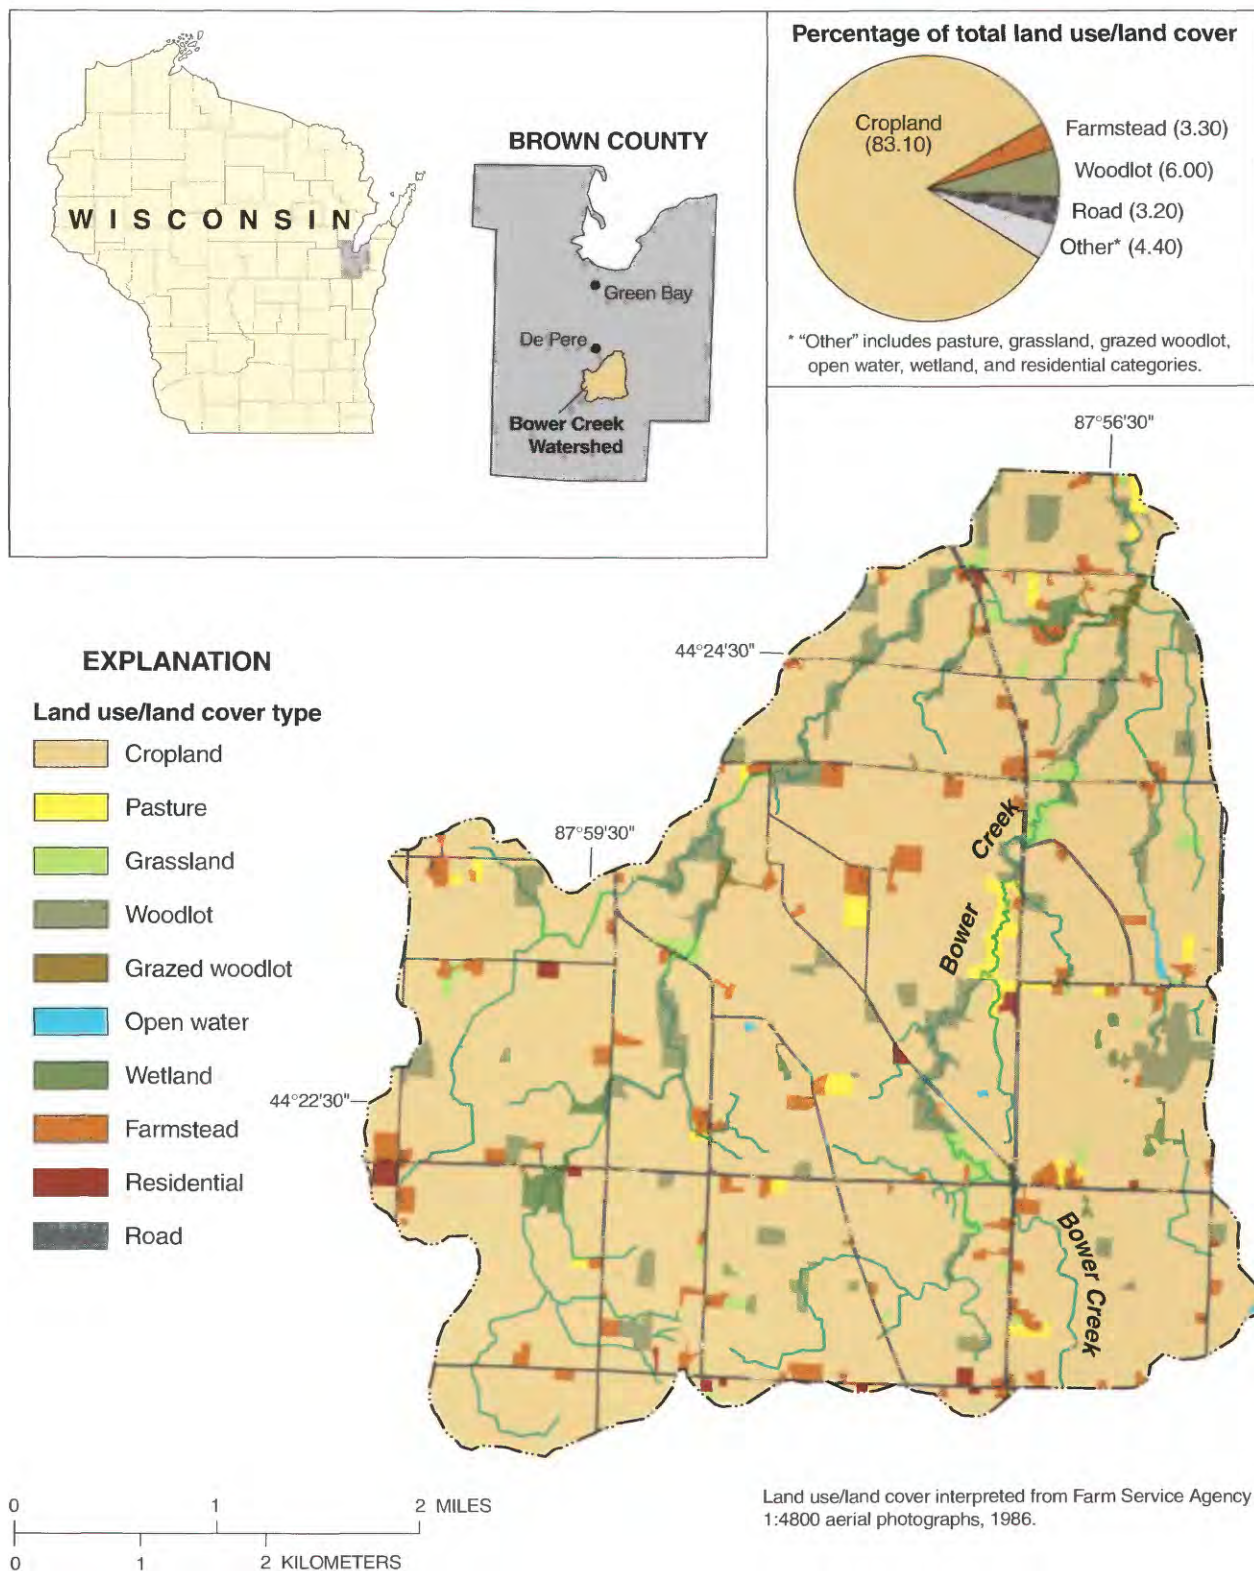 WISCONSIN
BROWN COUNTY
Green Bay
De Pere
Bower Creek
Watershed
Percentage of total land use/land cover
Cropland
(83.10)
Farmstead (3.30)
Woodlot (6.00)
Road (3.20)
Other* (4.40)
* "Other" includes pasture, grassland, grazed woodlot,
open water, wetland, and residential categories.
87°56'30"
44°24'30"
87°59'30"
44°22'30"
Bower Creek
Bower Creek
EXPLANATION
Land use/land cover type
Cropland
Pasture
Grassland
Woodlot
Grazed woodlot
Open water
Wetland
Farmstead
Residential
Road
0 1 2 MILES
0 1 2 KILOMETERS
Land use/land cover interpreted from Farm Service Agency
1:4800 aerial photographs, 1986.